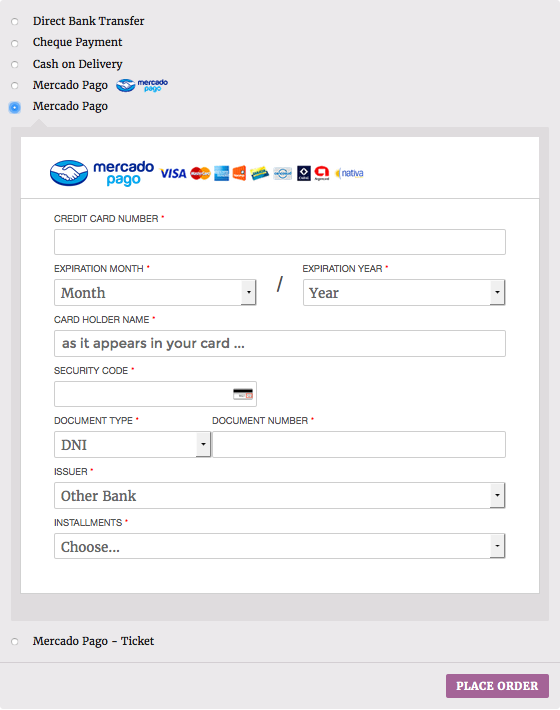 Direct Bank Transfer
Cheque Payment
Cash on Delivery
Mercado Pago mercado pago
Mercado Pago
mercado pago VISA MasterCard nativa
CREDIT CARD NUMBER *
EXPIRATION MONTH * / EXPIRATION YEAR *
Month Year
CARD HOLDER NAME *
as it appears in your card ...
SECURITY CODE *
DOCUMENT TYPE * DOCUMENT NUMBER *
DNI
ISSUER *
Other Bank
INSTALLMENTS *
Choose...
Mercado Pago - Ticket
PLACE ORDER